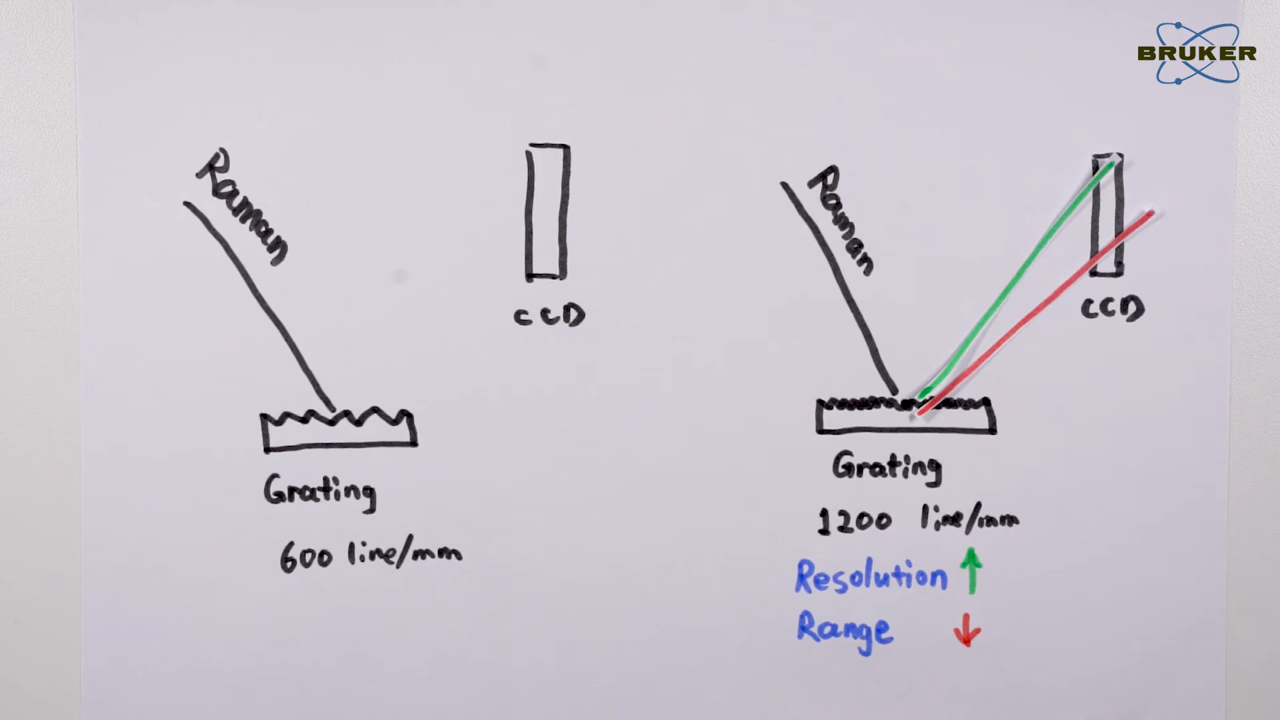 BRUKER
Raman
CCD
Grating
600 line/mm
Raman
CCD
Grating
1200 line/mm
Resolution ↑
Range ↓